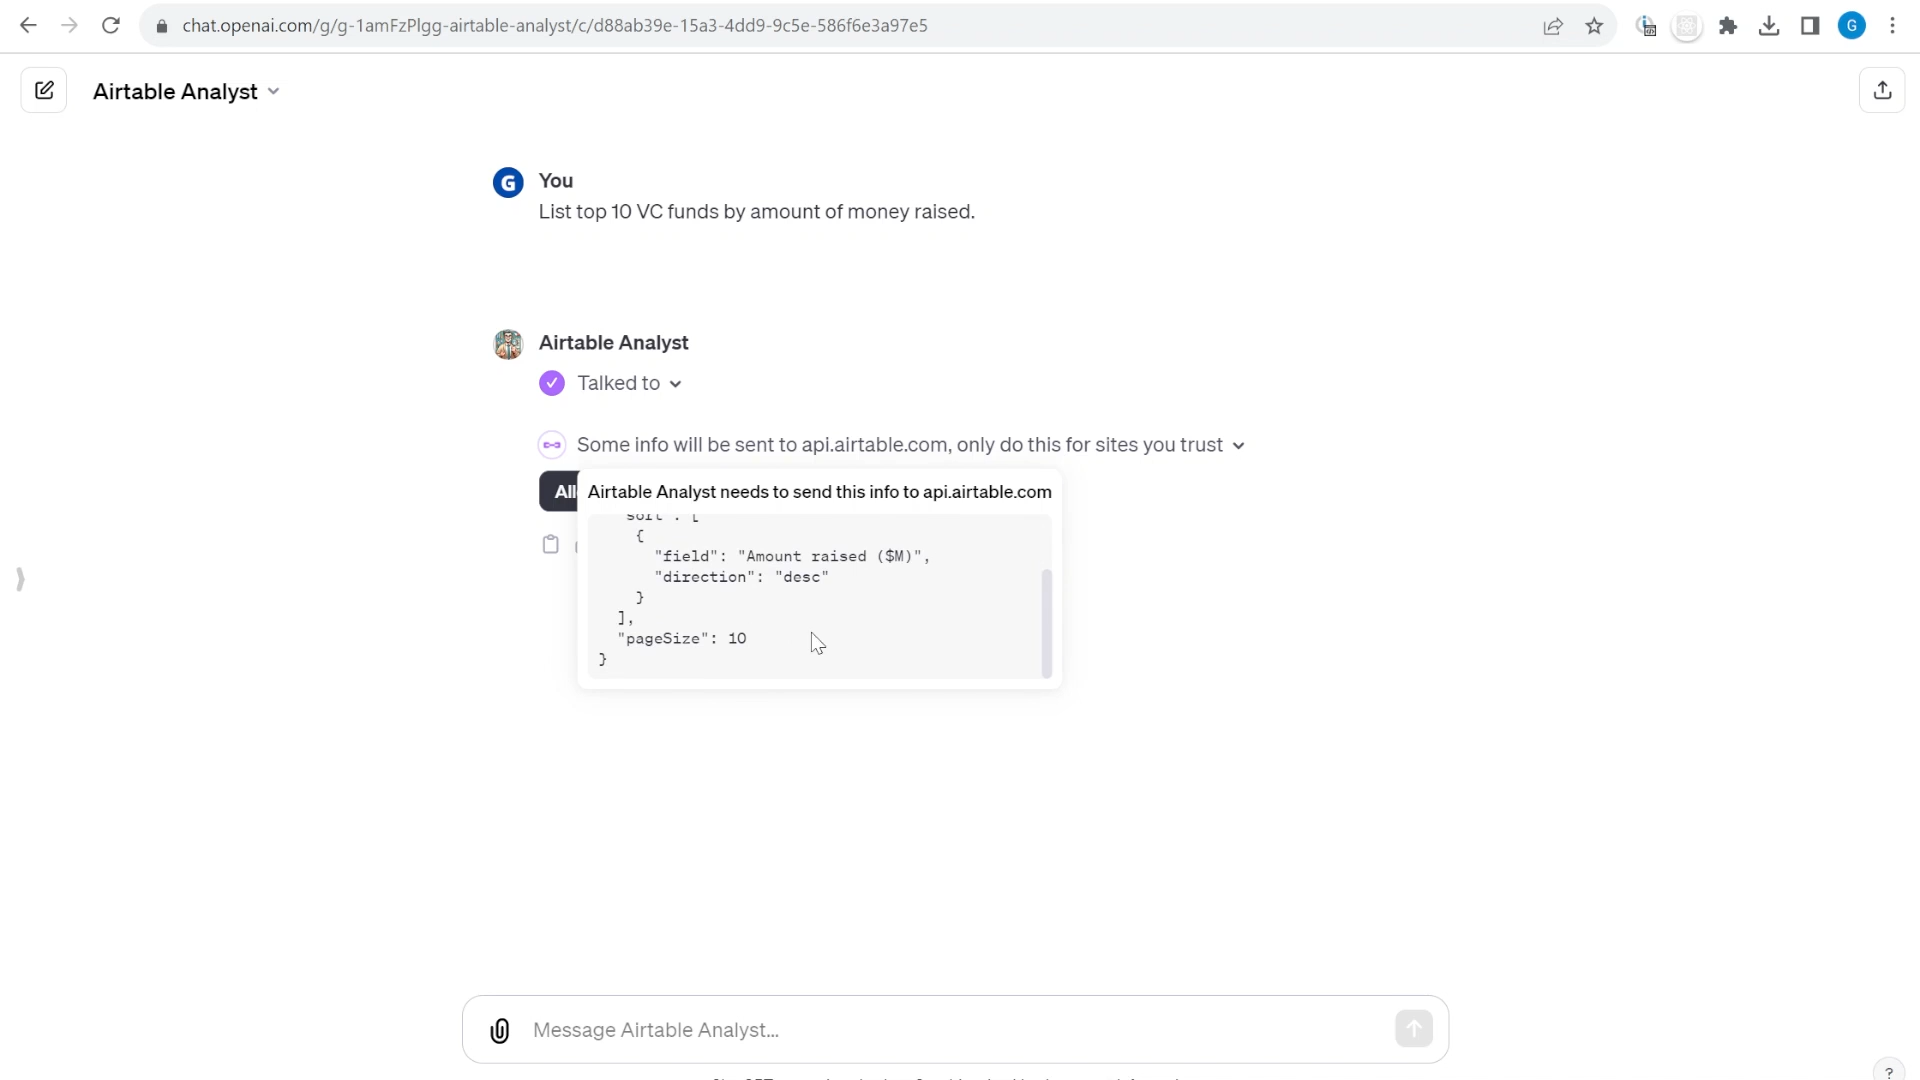 chat.openai.com/g/g-1amFzPlgg-airtable-analyst/c/d88ab39e-15a3-4dd9-9c5e-586f6e3a97e5
G
Airtable Analyst
G
You
List top 10 VC funds by amount of money raised.
Airtable Analyst
Talked to
Some info will be sent to api.airtable.com, only do this for sites you trust
All
Airtable Analyst needs to send this info to api.airtable.com
"sort": [
{
"field": "Amount raised ($M)",
"direction": "desc"
}
],
"pageSize": 10
}
Message Airtable Analyst...
?